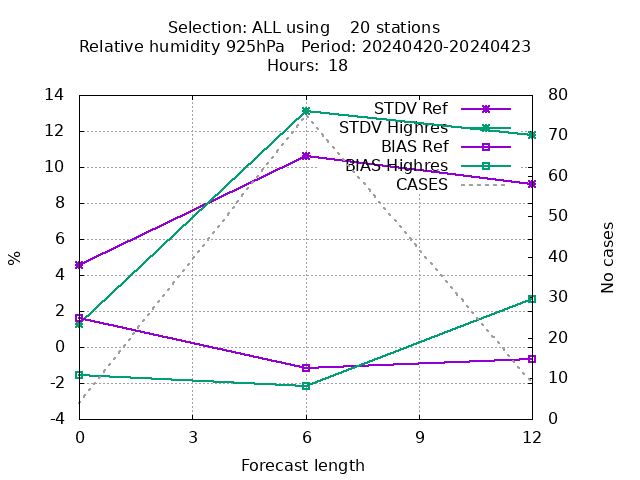 Selection: ALL using    20 stations
Relative humidity 925hPa   Period: 20240420-20240423
Hours: 18
STDV Ref
STDV Highres
BIAS Ref
BIAS Highres
CASES
14
12
10
8
6
4
2
0
-2
-4
80
70
60
50
40
30
20
10
0
%
No cases
0 3 6 9 12
Forecast length